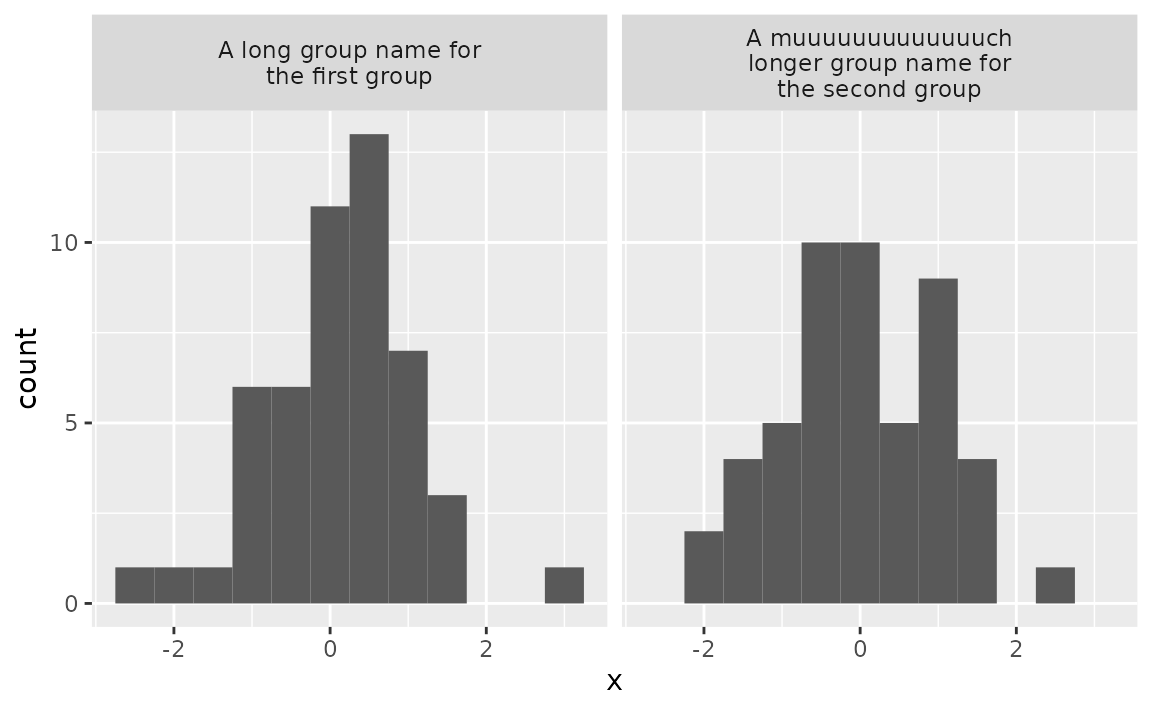 A long group name for
the first group
A muuuuuuuuuuuuuch
longer group name for
the second group
count
10
5
0
-2
0
2
-2
0
2
x